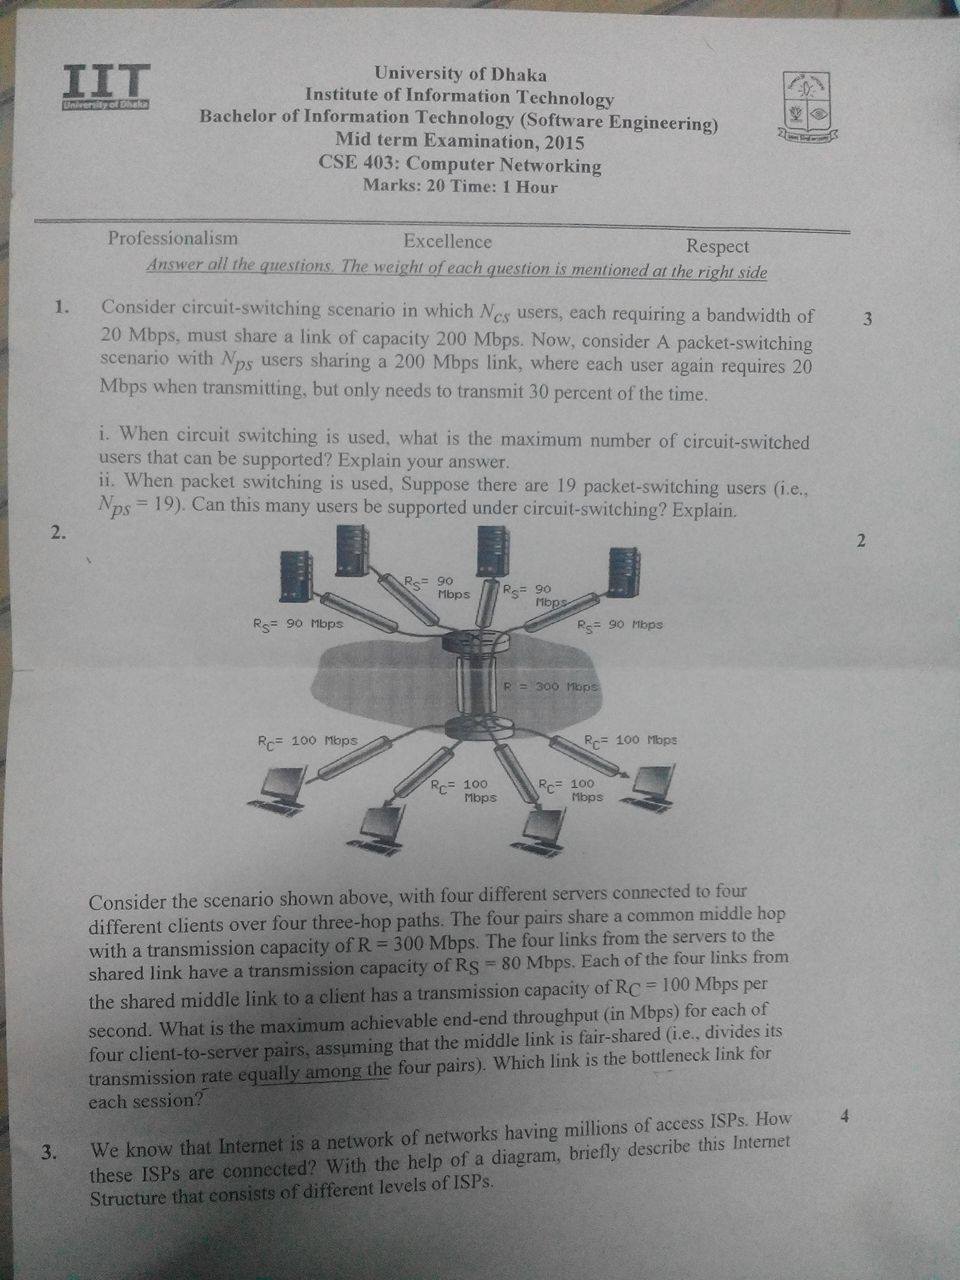 IIT
University of Dhaka
University of Dhaka
Institute of Information Technology
Bachelor of Information Technology (Software Engineering)
Mid term Examination, 2015
CSE 403: Computer Networking
Marks: 20 Time: 1 Hour
Professionalism Excellence Respect
Answer all the questions. The weight of each question is mentioned at the right side
1. Consider circuit-switching scenario in which Ncs users, each requiring a bandwidth of 3
20 Mbps, must share a link of capacity 200 Mbps. Now, consider A packet-switching
scenario with Nps users sharing a 200 Mbps link, where each user again requires 20
Mbps when transmitting, but only needs to transmit 30 percent of the time.
i. When circuit switching is used, what is the maximum number of circuit-switched
users that can be supported? Explain your answer.
ii. When packet switching is used, Suppose there are 19 packet-switching users (i.e.,
Nps = 19). Can this many users be supported under circuit-switching? Explain.
2. 2
RS= 90
Mbps
RS= 90
Mbps
RS= 90 Mbps
RS= 90 Mbps
R = 300 Mbps
RC= 100 Mbps
RC= 100 Mbps
RC= 100
Mbps
RC= 100
Mbps
Consider the scenario shown above, with four different servers connected to four
different clients over four three-hop paths. The four pairs share a common middle hop
with a transmission capacity of R = 300 Mbps. The four links from the servers to the
shared link have a transmission capacity of RS = 80 Mbps. Each of the four links from
the shared middle link to a client has a transmission capacity of RC = 100 Mbps per
second. What is the maximum achievable end-end throughput (in Mbps) for each of
four client-to-server pairs, assuming that the middle link is fair-shared (i.e., divides its
transmission rate equally among the four pairs). Which link is the bottleneck link for
each session?
3. We know that Internet is a network of networks having millions of access ISPs. How 4
these ISPs are connected? With the help of a diagram, briefly describe this Internet
Structure that consists of different levels of ISPs.